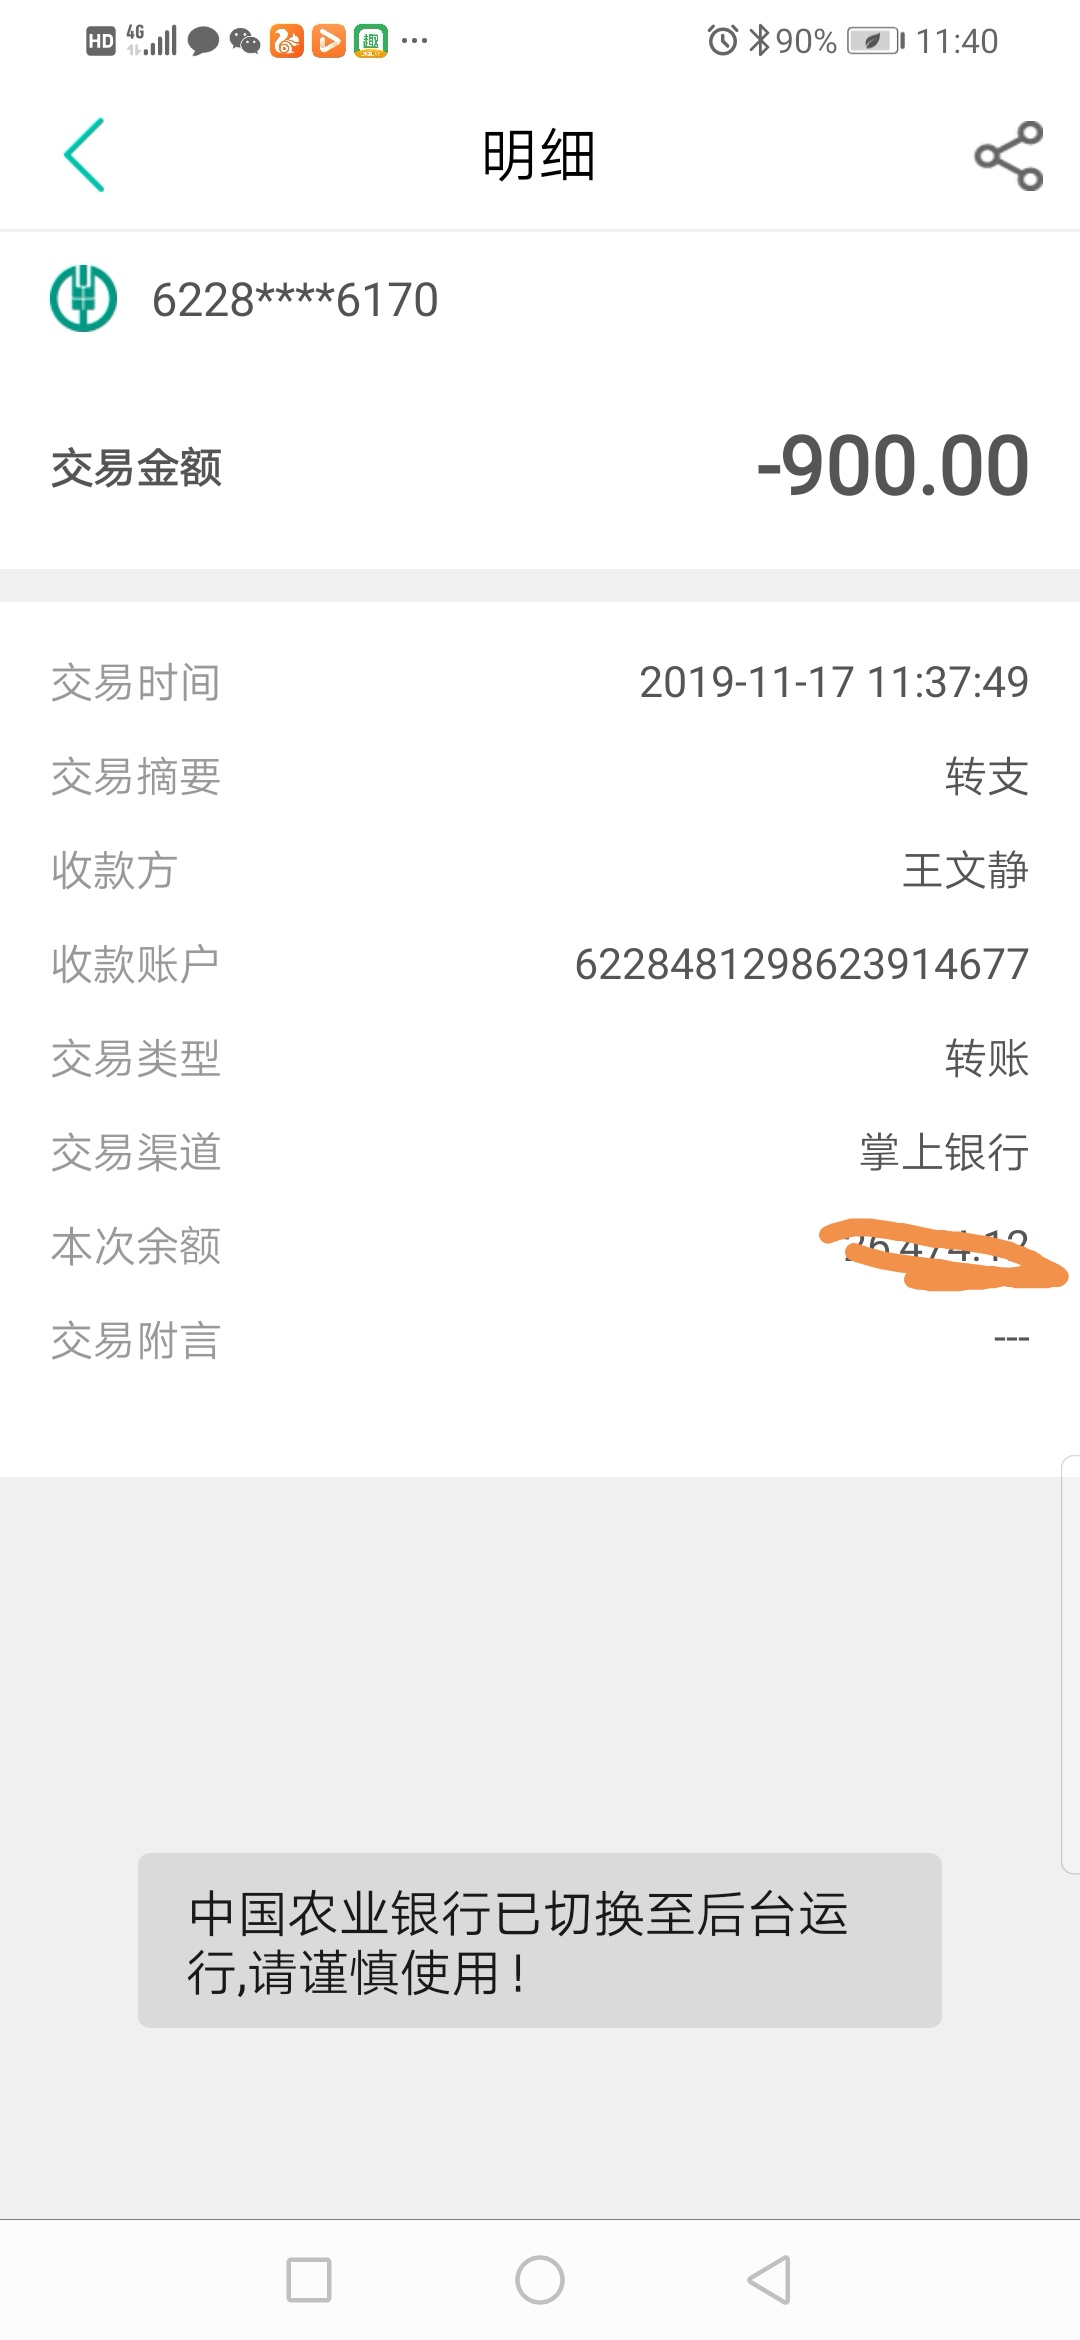 HD 4G 90% 11:40
明细
6228****6170
交易金额 -900.00
交易时间 2019-11-17 11:37:49
交易摘要 转支
收款方 王文静
收款账户 6228481298623914677
交易类型 转账
交易渠道 掌上银行
本次余额
交易附言 ---
中国农业银行已切换至后台运
行,请谨慎使用!